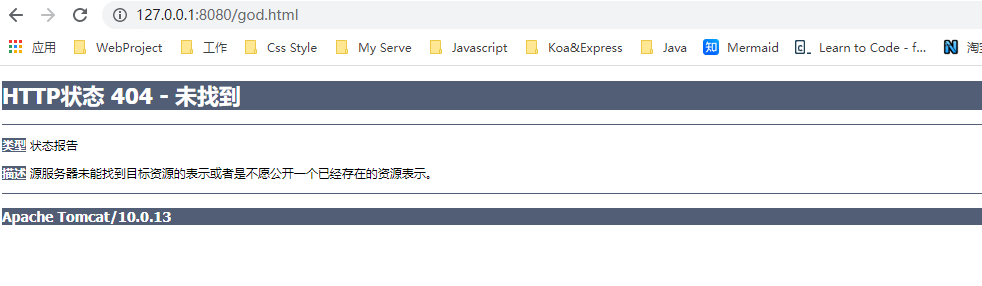 127.0.0.1:8080/god.html
应用 WebProject 工作 Css Style My Serve Javascript Koa&Express Java 知 Mermaid Learn to Code - f...
HTTP状态 404 - 未找到
类型 状态报告
描述 源服务器未能找到目标资源的表示或者是不愿公开一个已经存在的资源表示。
Apache Tomcat/10.0.13